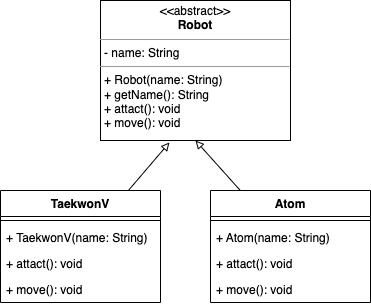 <<abstract>>
Robot
- name: String
+ Robot(name: String)
+ getName(): String
+ attact(): void
+ move(): void
TaekwonV
+ TaekwonV(name: String)
+ attact(): void
+ move(): void
Atom
+ Atom(name: String)
+ attact(): void
+ move(): void